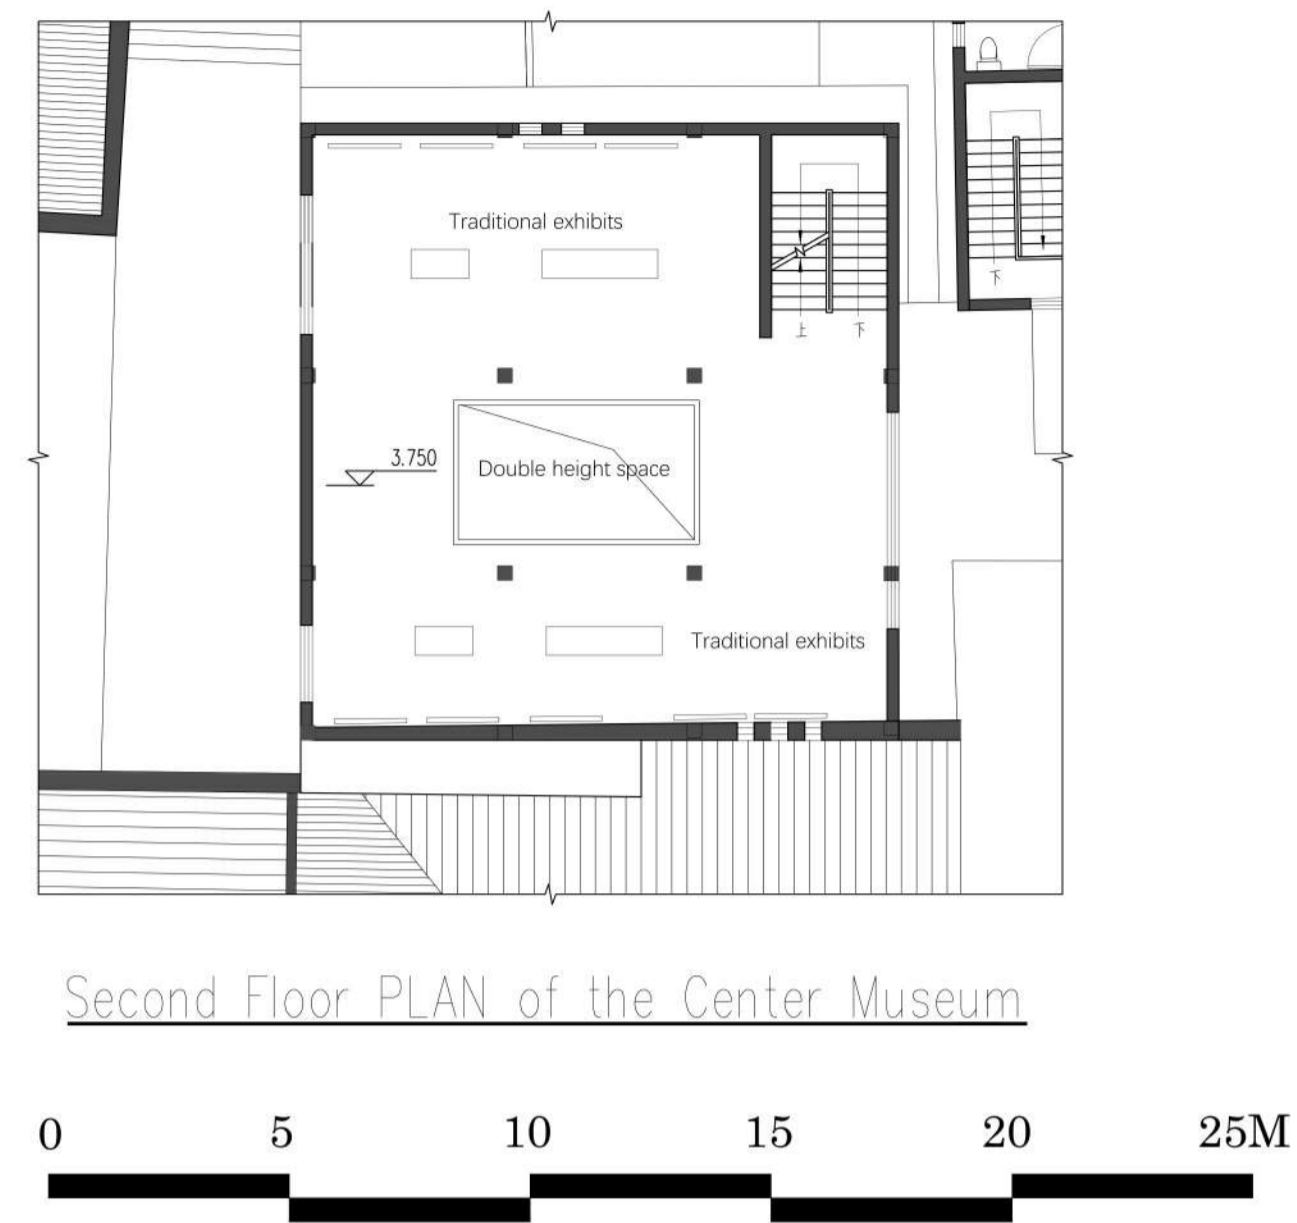 Traditional exhibits
上 下
下
3.750
Double height space
Traditional exhibits
Second Floor PLAN of the Center Museum
0 5 10 15 20 25M